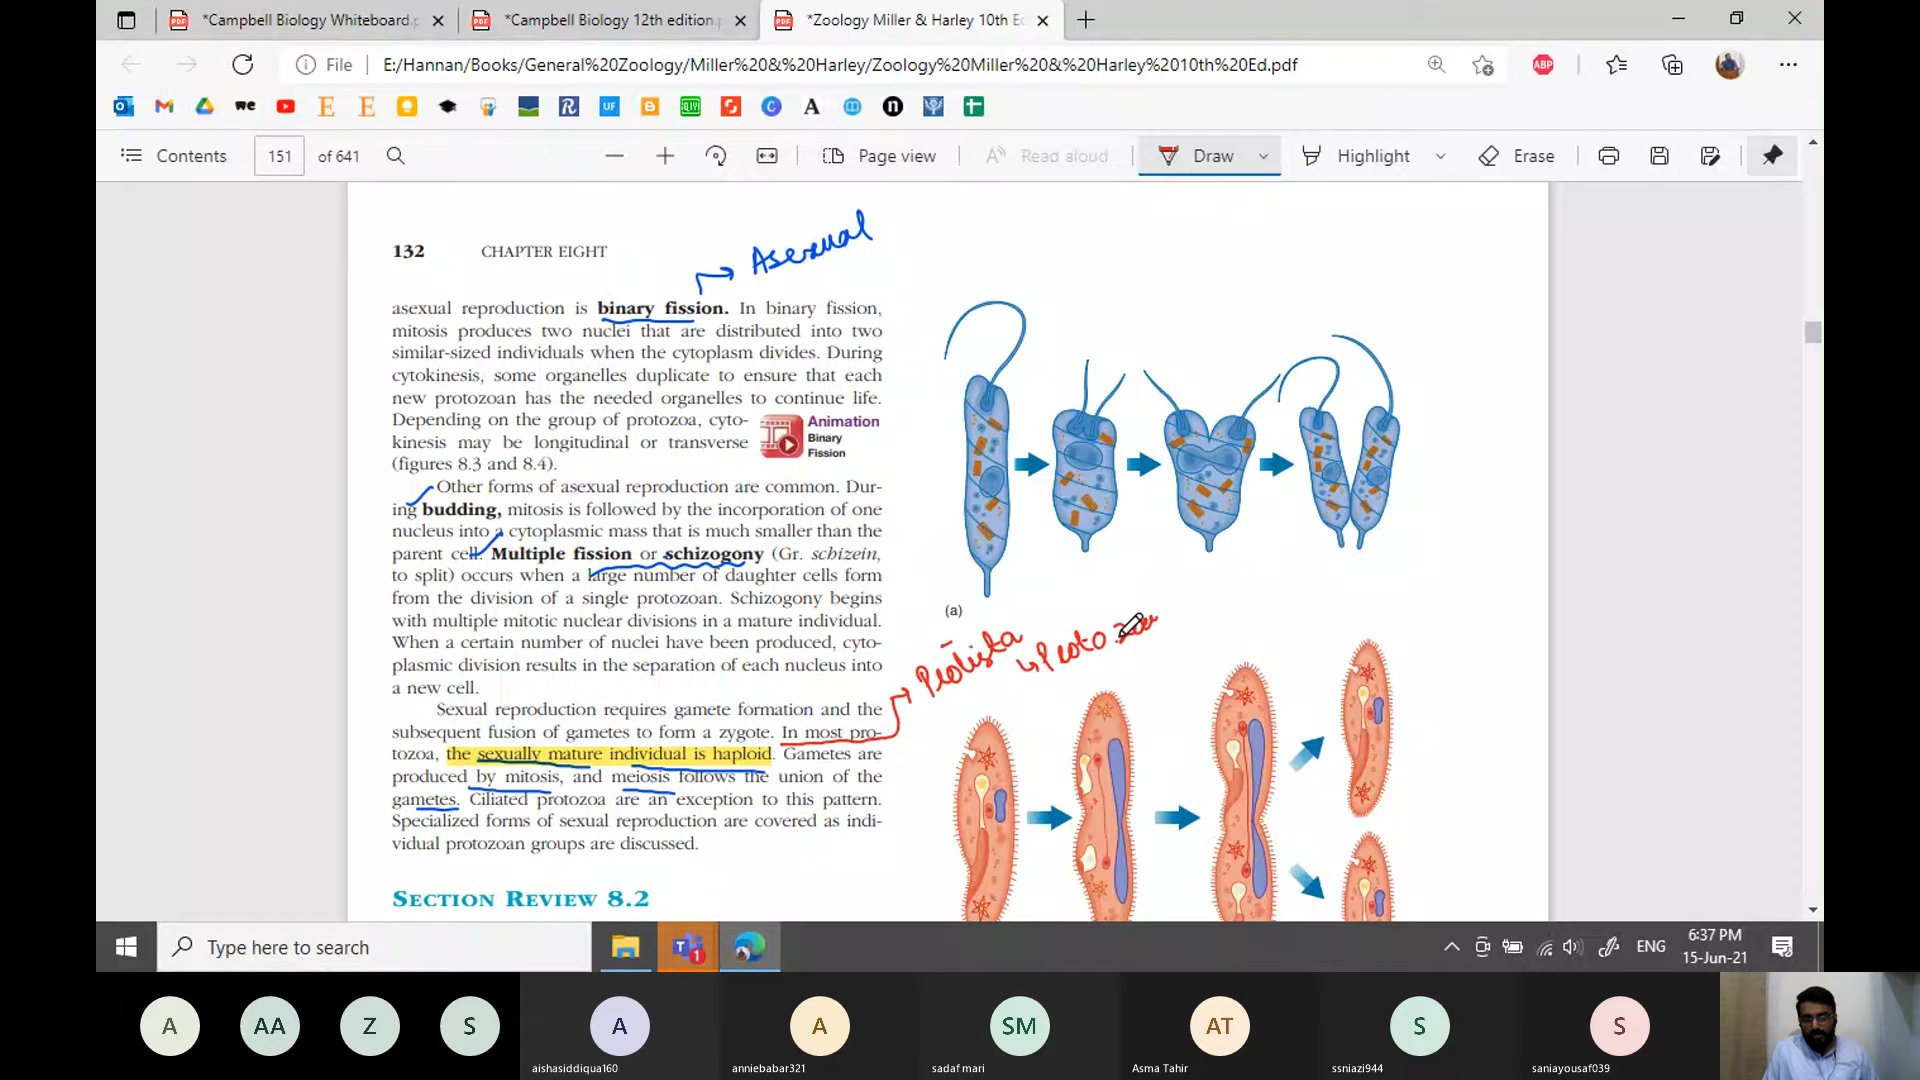 *Campbell Biology Whiteboard.p
*Campbell Biology 12th edition.p
*Zoology Miller & Harley 10th Ed
File
E:/Hannan/Books/General%20Zoology/Miller%20&%20Harley/Zoology%20Miller%20&%20Harley%2010th%20Ed.pdf
ABP
Contents
151 of 641
Page view
Read aloud
Draw
Highlight
Erase
Asexual
132 CHAPTER EIGHT
asexual reproduction is binary fission. In binary fission,
mitosis produces two nuclei that are distributed into two
similar-sized individuals when the cytoplasm divides. During
cytokinesis, some organelles duplicate to ensure that each
new protozoan has the needed organelles to continue life.
Depending on the group of protozoa, cyto-
kinesis may be longitudinal or transverse
(figures 8.3 and 8.4).
Animation
Binary
Fission
Other forms of asexual reproduction are common. Dur-
ing budding, mitosis is followed by the incorporation of one
nucleus into a cytoplasmic mass that is much smaller than the
parent cell. Multiple fission or schizogony (Gr. schizein,
to split) occurs when a large number of daughter cells form
from the division of a single protozoan. Schizogony begins
with multiple mitotic nuclear divisions in a mature individual.
When a certain number of nuclei have been produced, cyto-
plasmic division results in the separation of each nucleus into
a new cell.
Sexual reproduction requires gamete formation and the
subsequent fusion of gametes to form a zygote. In most pro-
tozoa, the sexually mature individual is haploid. Gametes are
produced by mitosis, and meiosis follows the union of the
gametes. Ciliated protozoa are an exception to this pattern.
Specialized forms of sexual reproduction are covered as indi-
vidual protozoan groups are discussed.
SECTION REVIEW 8.2
(a)
Protista
Protozoa
Type here to search
1
ENG
6:37 PM
15-Jun-21
A
AA
Z
S
A
aishasiddiqua160
A
anniebabar321
SM
sadaf mari
AT
Asma Tahir
S
ssniazi944
S
saniayousaf039